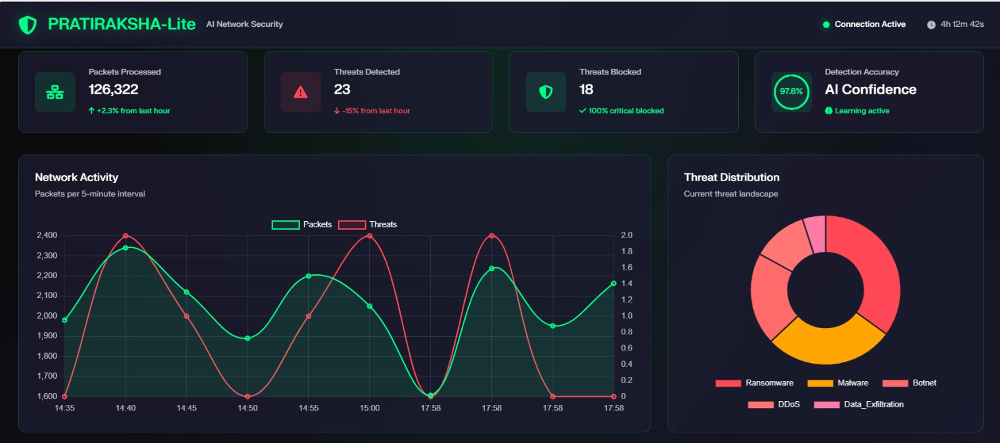 PRATIRAKSHA-Lite AI Network Security
Connection Active 4h 12m 42s
Packets Processed
126,322
+2.3% from last hour
Threats Detected
23
-15% from last hour
Threats Blocked
18
100% critical blocked
97.8%
Detection Accuracy
AI Confidence
Learning active
Network Activity
Packets per 5-minute interval
Packets Threats
2,400
2,300
2,200
2,100
2,000
1,900
1,800
1,700
1,600
2.0
1.8
1.6
1.4
1.2
1.0
0.8
0.6
0.4
0.2
0
14:35 14:40 14:45 14:50 14:55 15:00 17:58 17:58 17:58 17:58
Threat Distribution
Current threat landscape
Ransomware Malware Botnet
DDoS Data_Exfiltration